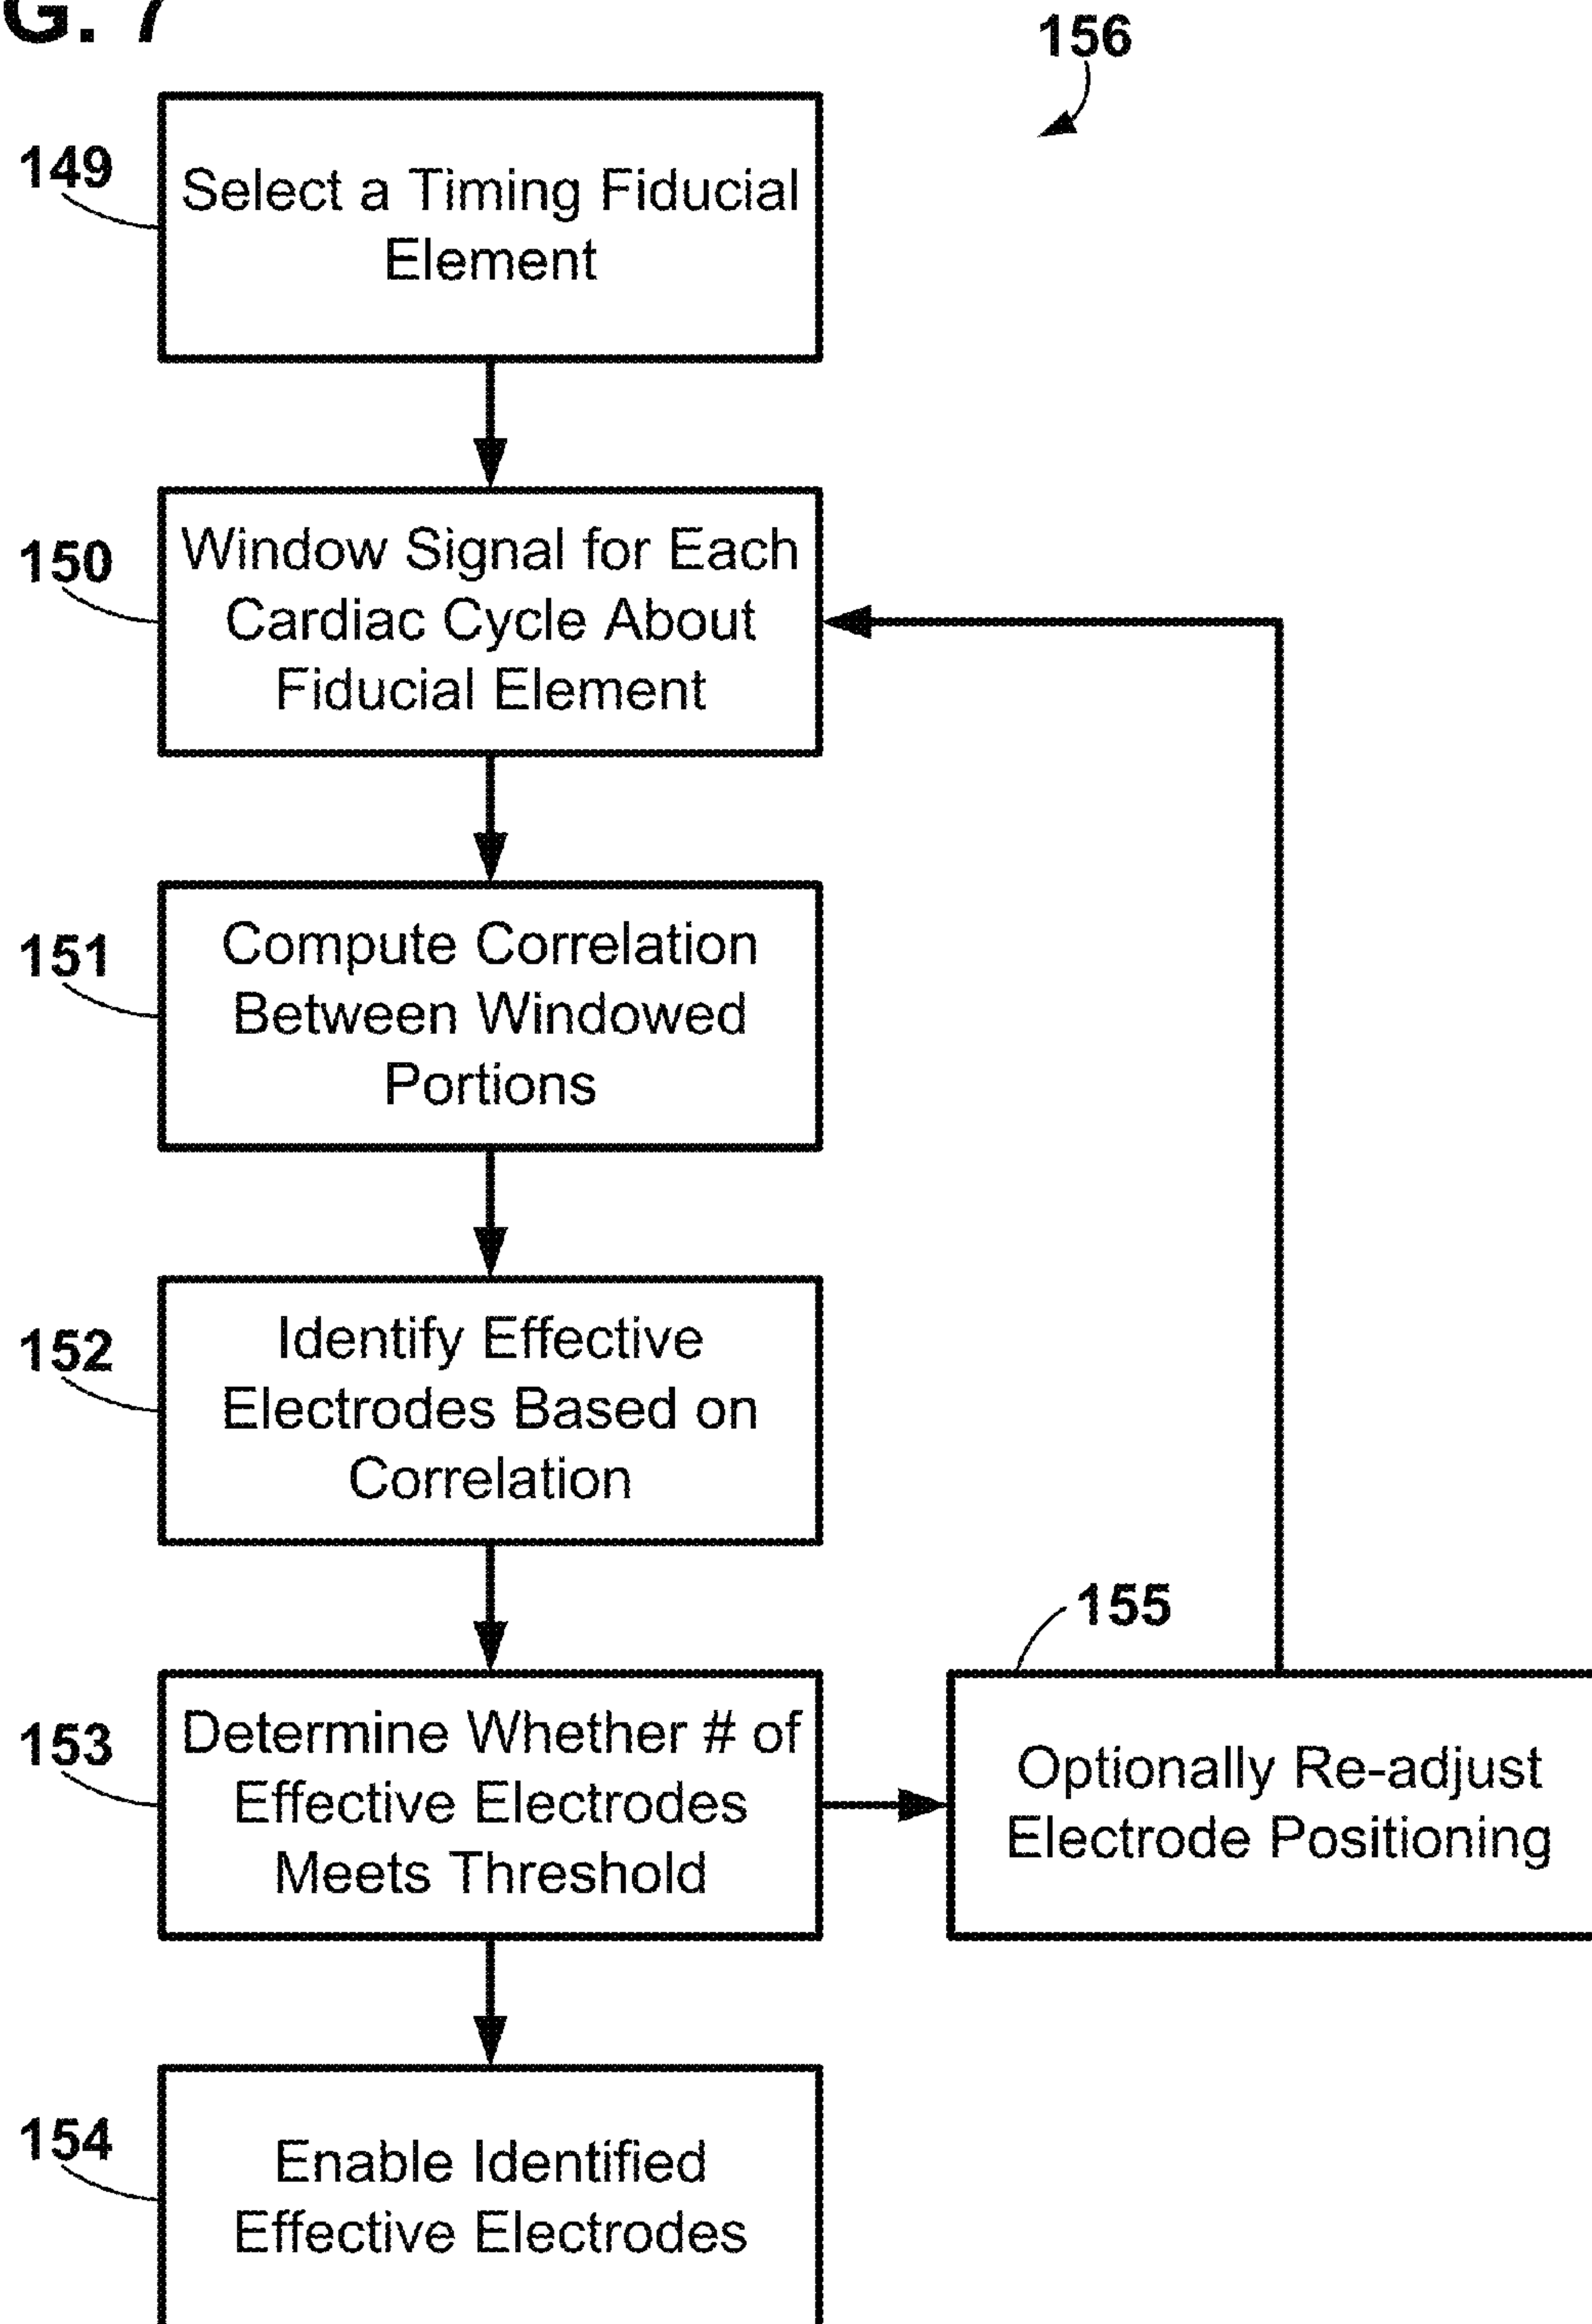 G. 7
156
149
Select a Timing Fiducial
Element
150
Window Signal for Each
Cardiac Cycle About
Fiducial Element
151
Compute Correlation
Between Windowed
Portions
152
Identify Effective
Electrodes Based on
Correlation
153
Determine Whether # of
Effective Electrodes
Meets Threshold
155
Optionally Re-adjust
Electrode Positioning
154
Enable Identified
Effective Electrodes